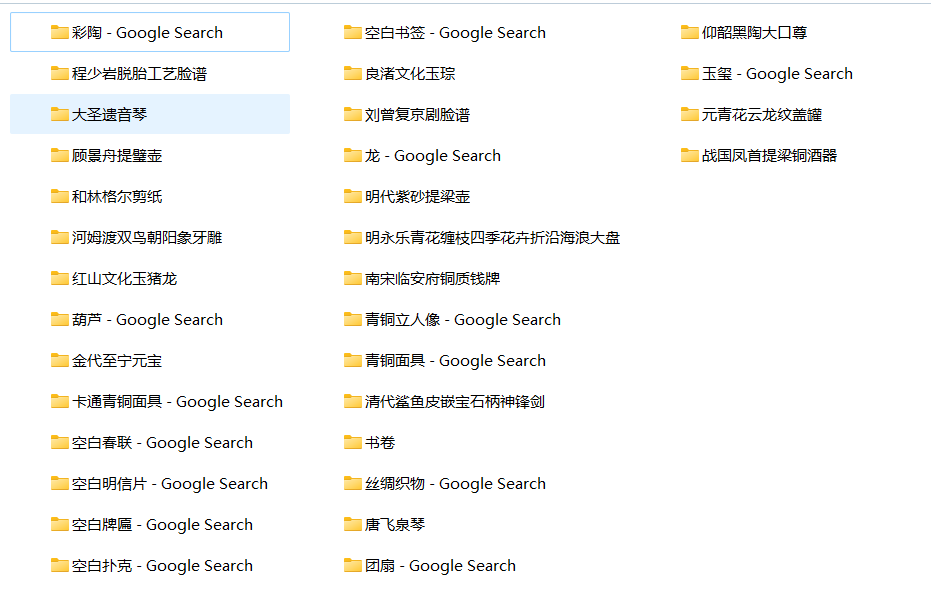 彩陶 - Google Search
程少岩脱胎工艺脸谱
大圣遗音琴
顾景舟提璧壶
和林格尔剪纸
河姆渡双鸟朝阳象牙雕
红山文化玉猪龙
葫芦 - Google Search
金代至宁元宝
卡通青铜面具 - Google Search
空白春联 - Google Search
空白明信片 - Google Search
空白牌匾 - Google Search
空白扑克 - Google Search
空白书签 - Google Search
良渚文化玉琮
刘曾复京剧脸谱
龙 - Google Search
明代紫砂提梁壶
明永乐青花缠枝四季花卉折沿海浪大盘
南宋临安府铜质钱牌
青铜立人像 - Google Search
青铜面具 - Google Search
清代鲨鱼皮嵌宝石柄神锋剑
书卷
丝绸织物 - Google Search
唐飞泉琴
团扇 - Google Search
仰韶黑陶大口尊
玉玺 - Google Search
元青花云龙纹盖罐
战国凤首提梁铜酒器